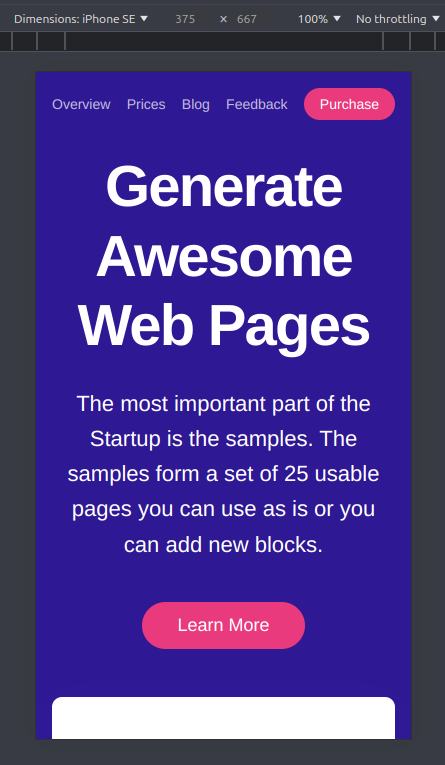 Dimensions: iPhone SE 375 × 667 100% No throttling
Overview Prices Blog Feedback Purchase
Generate
Awesome
Web Pages
The most important part of the
Startup is the samples. The
samples form a set of 25 usable
pages you can use as is or you
can add new blocks.
Learn More